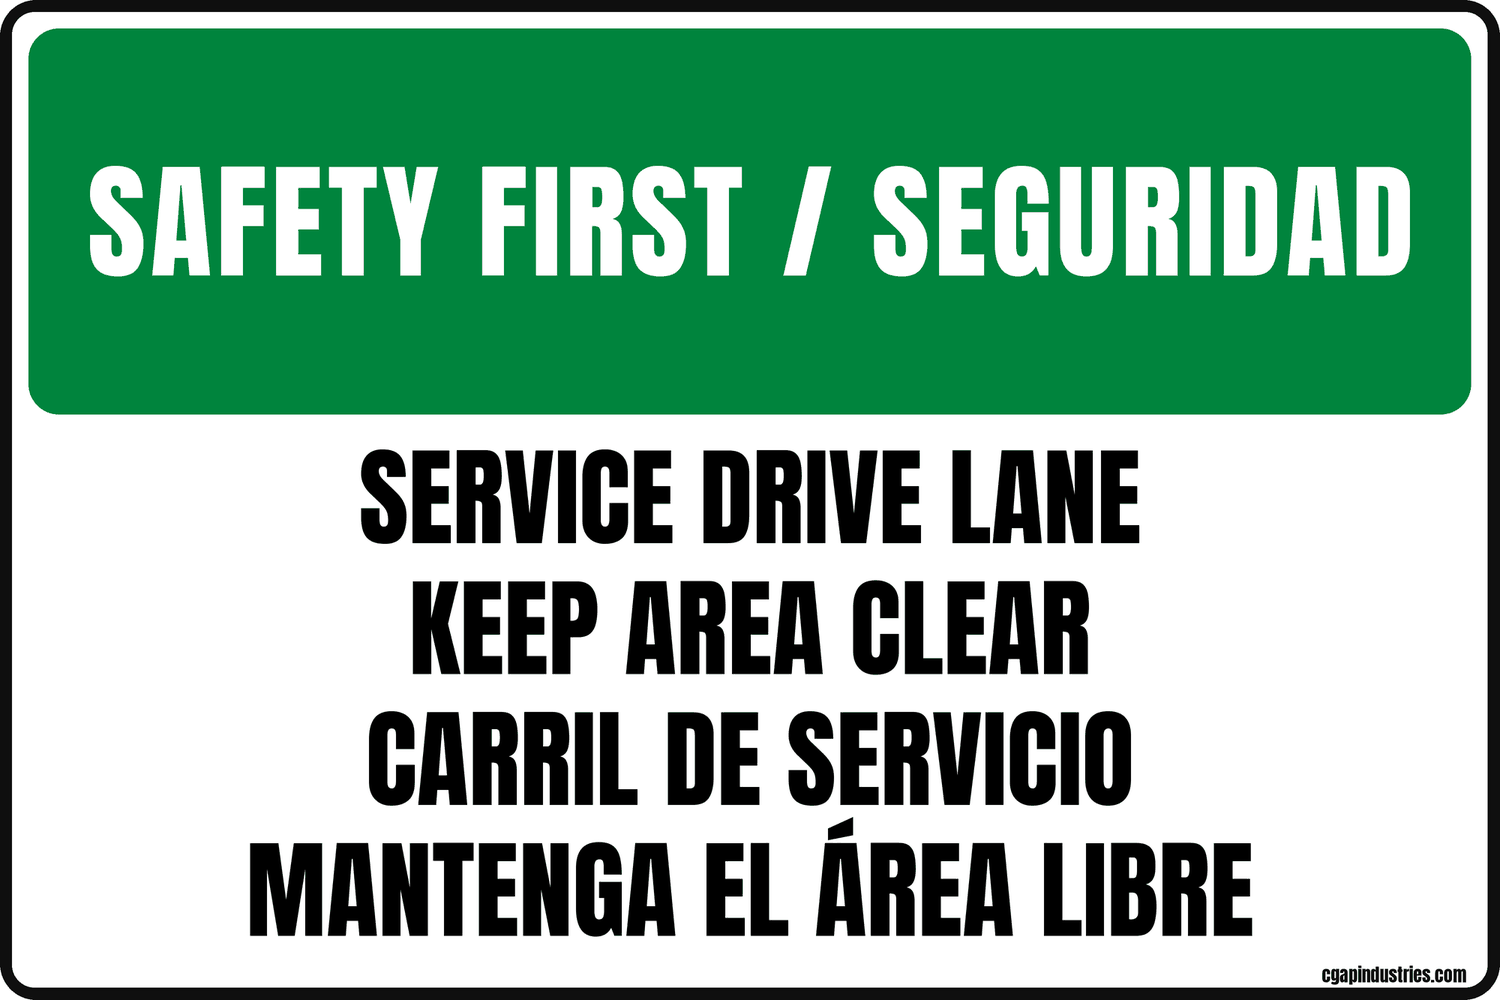 SAFETY FIRST / SEGURIDAD
SERVICE DRIVE LANE
KEEP AREA CLEAR
CARRIL DE SERVICIO
MANTENGA EL ÁREA LIBRE
cgapindustries.com